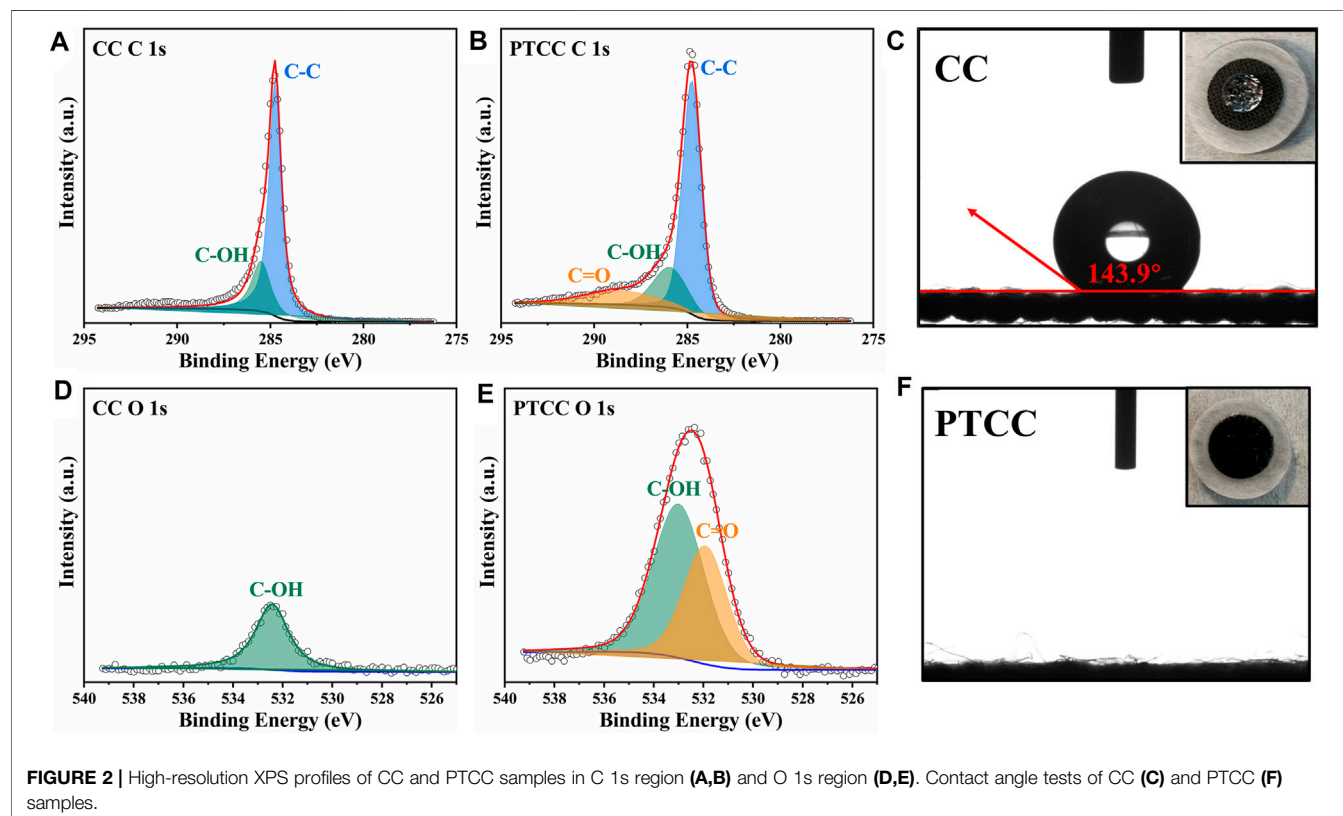 A
CC C 1s
C-C
C-OH
Intensity (a.u.)
295 290 285 280 275
Binding Energy (eV)
B
PTCC C 1s
C-C
C-OH
C=O
Intensity (a.u.)
295 290 285 280 275
Binding Energy (eV)
C
CC
143.9°
D
CC O 1s
C-OH
Intensity (a.u.)
540 538 536 534 532 530 528 526
Binding Energy (eV)
E
PTCC O 1s
C-OH
C=O
Intensity (a.u.)
540 538 536 534 532 530 528 526
Binding Energy (eV)
F
PTCC
FIGURE 2 | High-resolution XPS profiles of CC and PTCC samples in C 1s region (A,B) and O 1s region (D,E). Contact angle tests of CC (C) and PTCC (F)
samples.